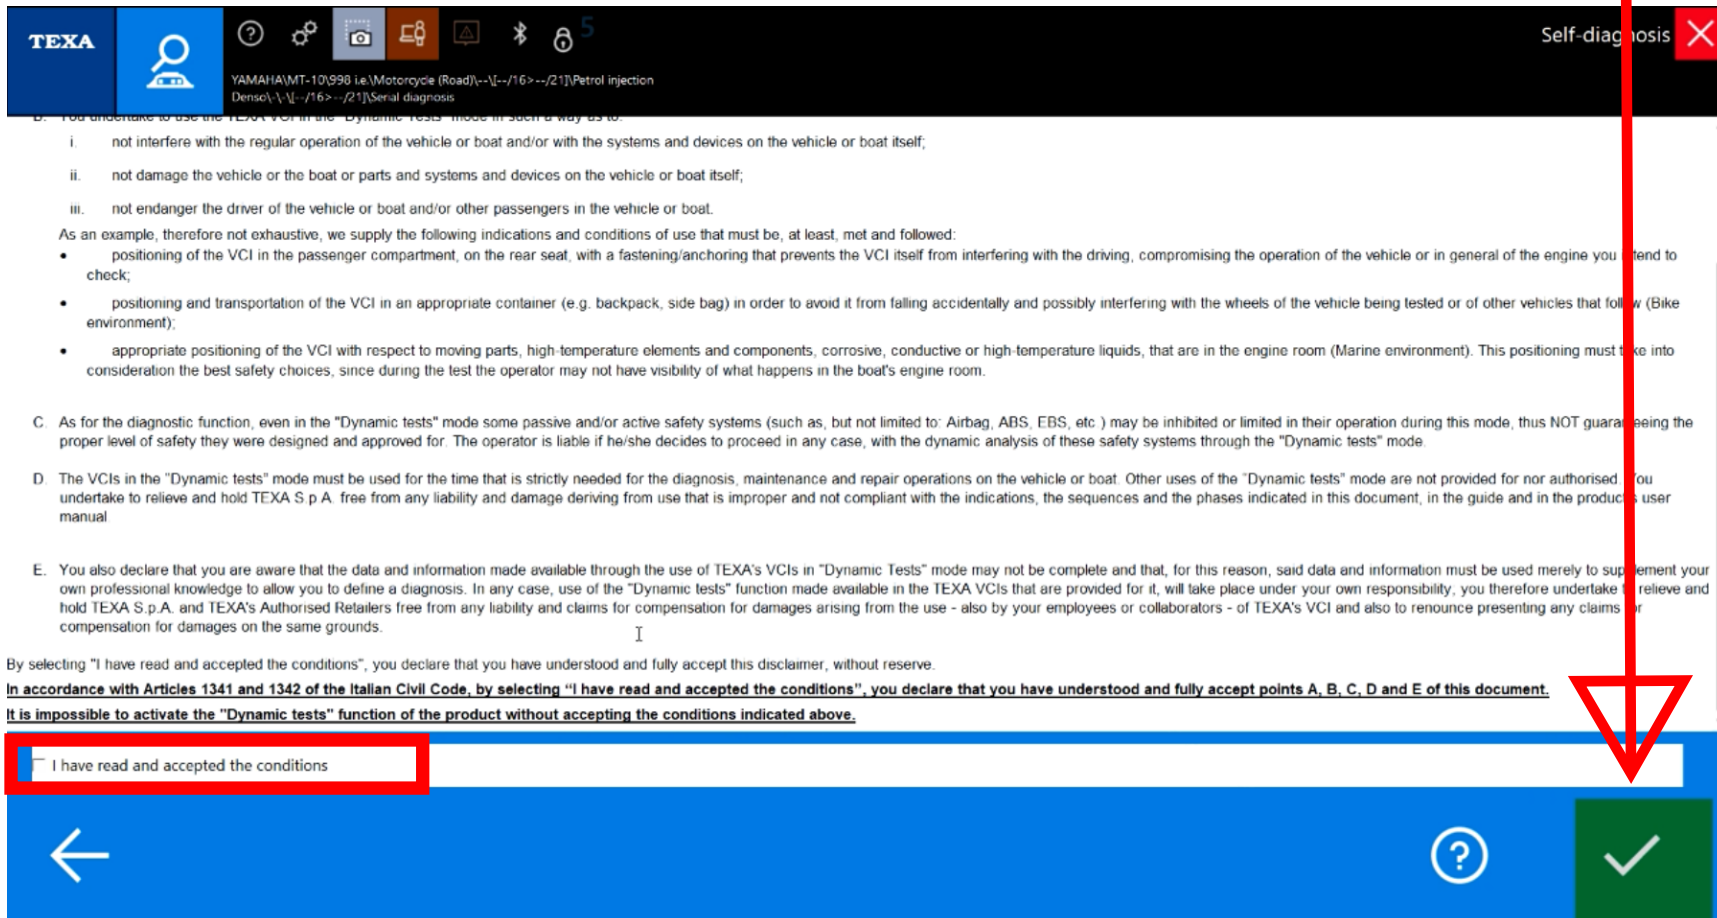 TEXA
5
Self-diagnosis
YAMAHA\MT-10\998 i.e.\Motorcycle (Road)\--\[--/16>--/21]\Petrol injection
Denso\-\-\[--/16>--/21]\Serial diagnosis
B. You undertake to use the TEXA VCI in the "Dynamic Tests" mode in such a way as to:
i. not interfere with the regular operation of the vehicle or boat and/or with the systems and devices on the vehicle or boat itself;
ii. not damage the vehicle or the boat or parts and systems and devices on the vehicle or boat itself;
iii. not endanger the driver of the vehicle or boat and/or other passengers in the vehicle or boat.
As an example, therefore not exhaustive, we supply the following indications and conditions of use that must be, at least, met and followed:
• positioning of the VCI in the passenger compartment, on the rear seat, with a fastening/anchoring that prevents the VCI itself from interfering with the driving, compromising the operation of the vehicle or in general of the engine you intend to
check;
• positioning and transportation of the VCI in an appropriate container (e.g. backpack, side bag) in order to avoid it from falling accidentally and possibly interfering with the wheels of the vehicle being tested or of other vehicles that follow (Bike
environment);
• appropriate positioning of the VCI with respect to moving parts, high-temperature elements and components, corrosive, conductive or high-temperature liquids, that are in the engine room (Marine environment). This positioning must take into
consideration the best safety choices, since during the test the operator may not have visibility of what happens in the boat's engine room.
C. As for the diagnostic function, even in the "Dynamic tests" mode some passive and/or active safety systems (such as, but not limited to: Airbag, ABS, EBS, etc.) may be inhibited or limited in their operation during this mode, thus NOT guaranteeing the
proper level of safety they were designed and approved for. The operator is liable if he/she decides to proceed in any case, with the dynamic analysis of these safety systems through the "Dynamic tests" mode.
D. The VCIs in the "Dynamic tests" mode must be used for the time that is strictly needed for the diagnosis, maintenance and repair operations on the vehicle or boat. Other uses of the "Dynamic tests" mode are not provided for nor authorised. You
undertake to relieve and hold TEXA S.p.A. free from any liability and damage deriving from use that is improper and not compliant with the indications, the sequences and the phases indicated in this document, in the guide and in the product's user
manual
E. You also declare that you are aware that the data and information made available through the use of TEXA's VCIs in "Dynamic Tests" mode may not be complete and that, for this reason, said data and information must be used merely to supplement your
own professional knowledge to allow you to define a diagnosis. In any case, use of the "Dynamic tests" function made available in the TEXA VCIs that are provided for it, will take place under your own responsibility, you therefore undertake to relieve and
hold TEXA S.p.A. and TEXA's Authorised Retailers free from any liability and claims for compensation for damages arising from the use - also by your employees or collaborators - of TEXA's VCI and also to renounce presenting any claims for
compensation for damages on the same grounds.
By selecting "I have read and accepted the conditions", you declare that you have understood and fully accept this disclaimer, without reserve.
In accordance with Articles 1341 and 1342 of the Italian Civil Code, by selecting “I have read and accepted the conditions”, you declare that you have understood and fully accept points A, B, C, D and E of this document.
It is impossible to activate the "Dynamic tests" function of the product without accepting the conditions indicated above.
I have read and accepted the conditions